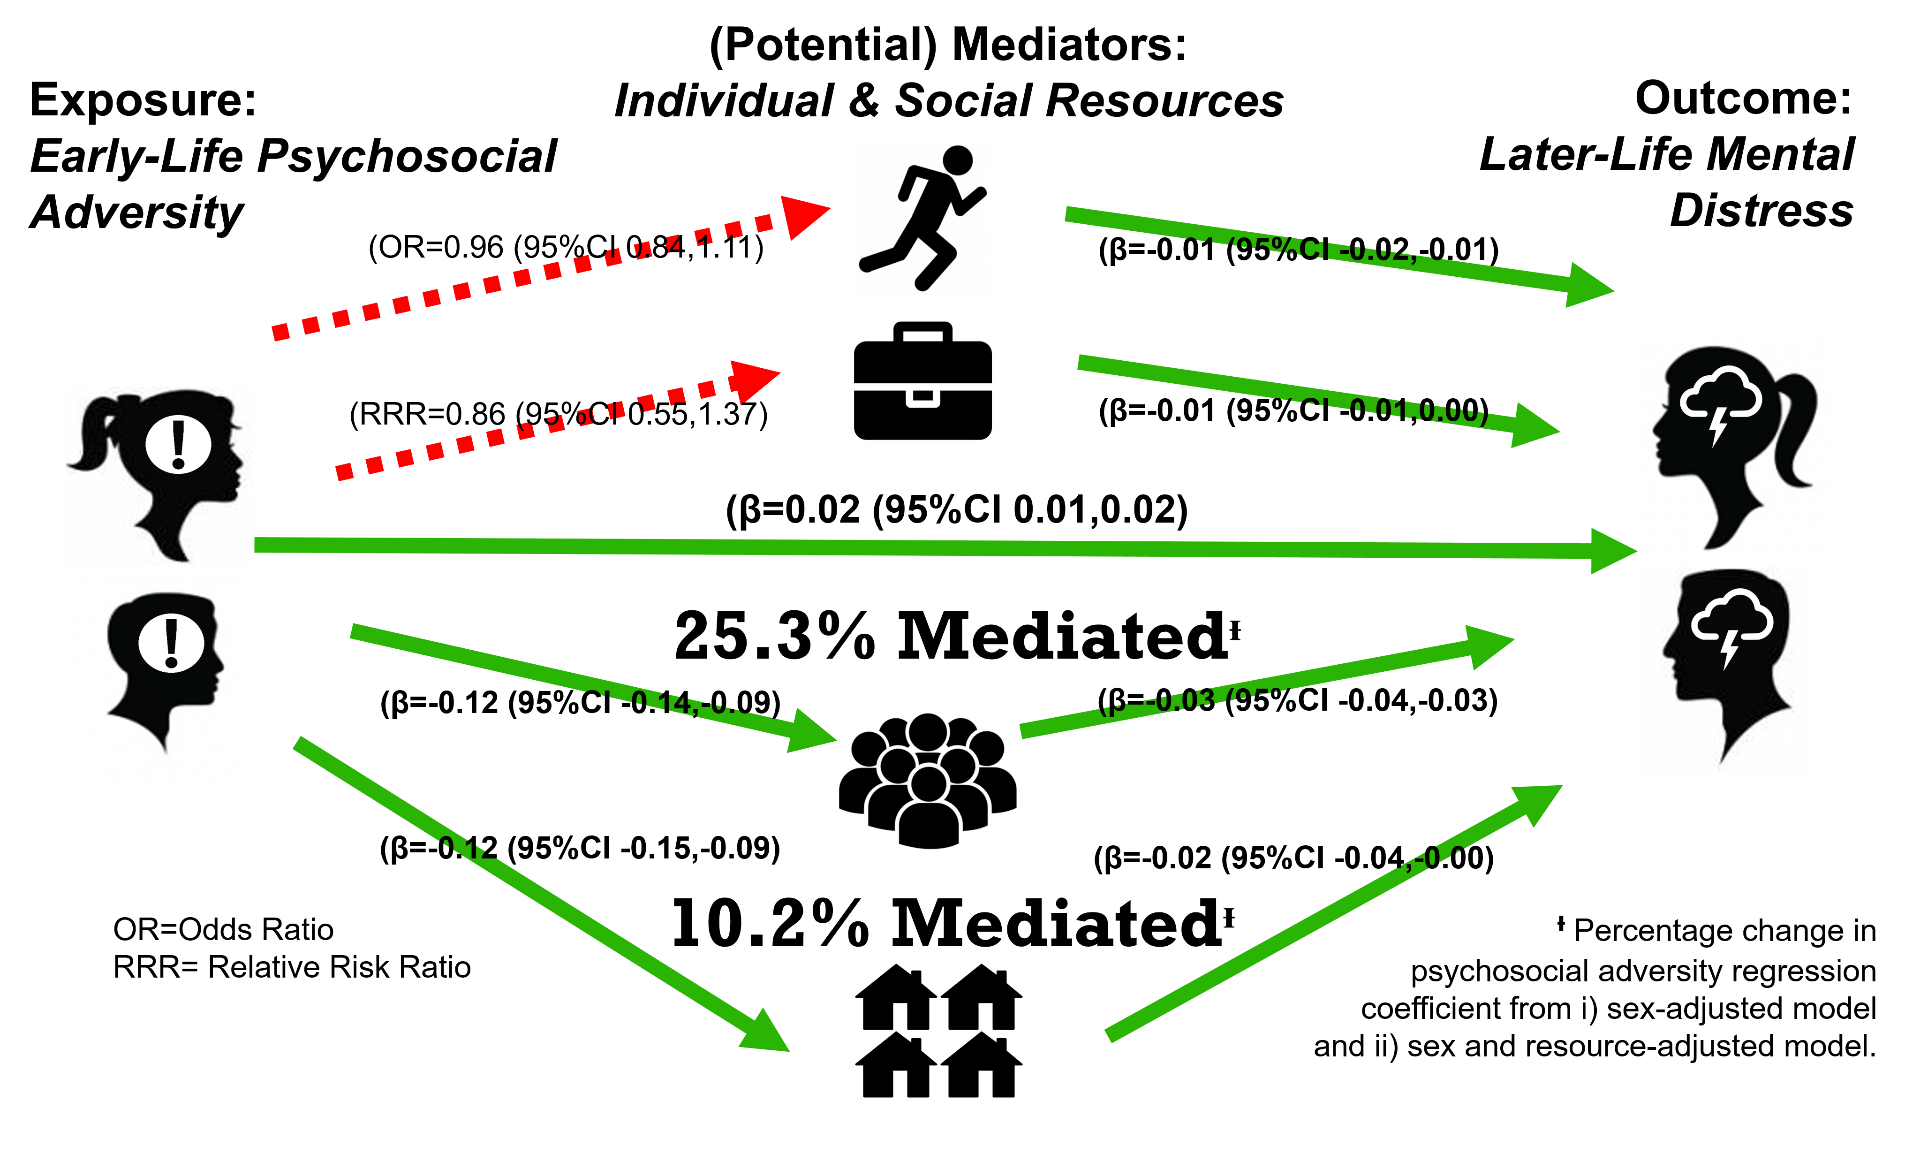 (Potential) Mediators:
Individual & Social Resources
Exposure:
Early-Life Psychosocial
Adversity
Outcome:
Later-Life Mental
Distress
(OR=0.96 (95%CI 0.84,1.11)
(β=-0.01 (95%CI -0.02,-0.01)
(RRR=0.86 (95%CI 0.55,1.37)
(β=-0.01 (95%CI -0.01,0.00)
(β=0.02 (95%CI 0.01,0.02)
25.3% Mediatedƚ
(β=-0.12 (95%CI -0.14,-0.09)
(β=-0.03 (95%CI -0.04,-0.03)
(β=-0.12 (95%CI -0.15,-0.09)
(β=-0.02 (95%CI -0.04,-0.00)
10.2% Mediatedƚ
OR=Odds Ratio
RRR= Relative Risk Ratio
ƚ Percentage change in
psychosocial adversity regression
coefficient from i) sex-adjusted model
and ii) sex and resource-adjusted model.